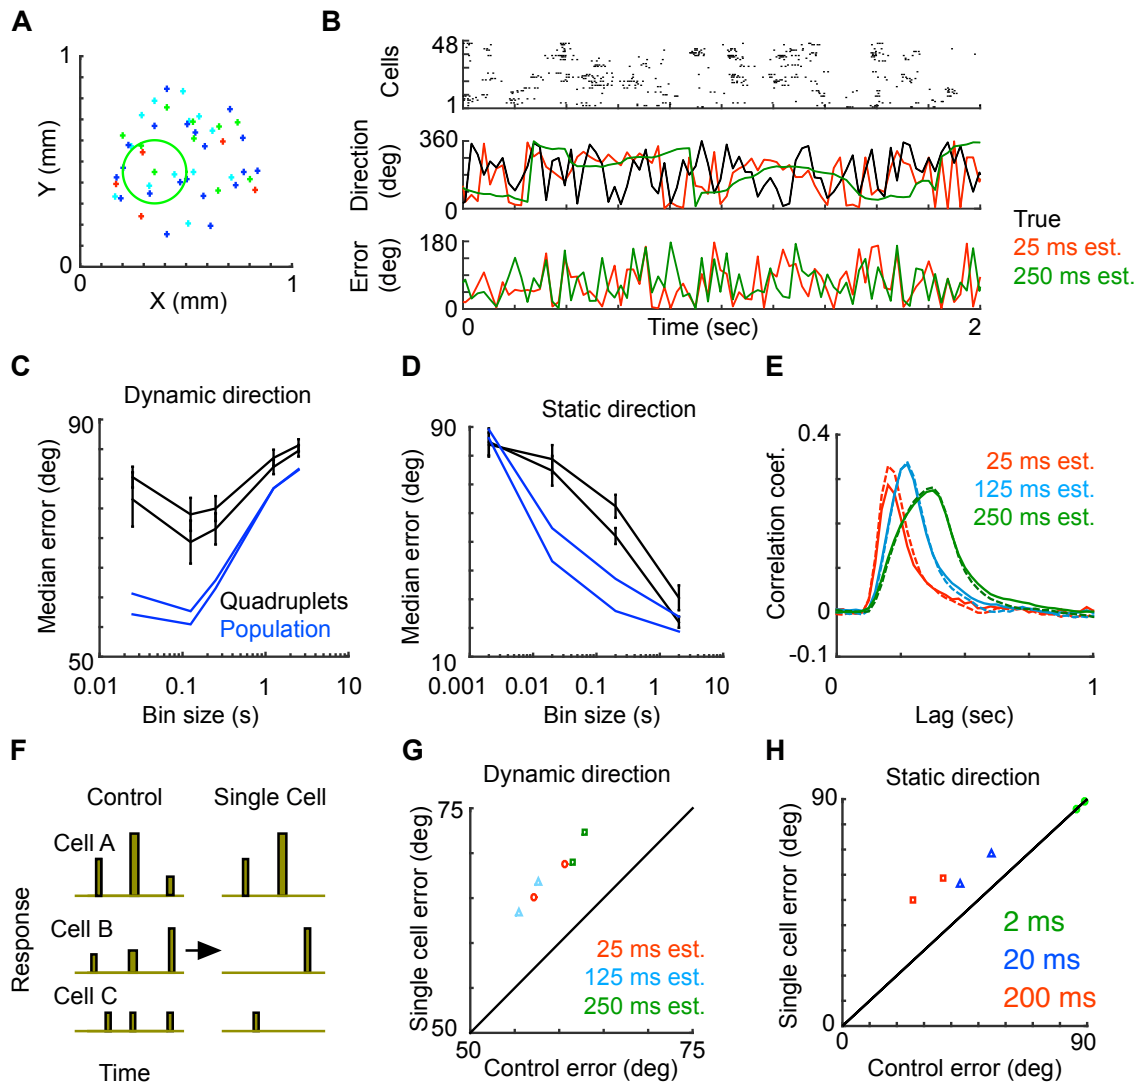 A
1
Y (mm)
0
0
1
X (mm)
B
48
Cells
1
360
Direction
(deg)
0
180
Error
(deg)
0
0
Time (sec)
2
True
25 ms est.
250 ms est.
C
Dynamic direction
90
Median error (deg)
50
Quadruplets
Population
0.01
0.1
1
10
Bin size (s)
D
Static direction
90
Median error (deg)
10
0.001
0.01
0.1
1
10
Bin size (s)
E
0.4
Correlation coef.
0
-0.1
25 ms est.
125 ms est.
250 ms est.
0
1
Lag (sec)
F
Control
Single Cell
Cell A
Cell B
Cell C
Response
Time
G
Dynamic direction
75
Single cell error (deg)
50
25 ms est.
125 ms est.
250 ms est.
50
75
Control error (deg)
H
Static direction
90
Single cell error (deg)
0
2 ms
20 ms
200 ms
0
90
Control error (deg)